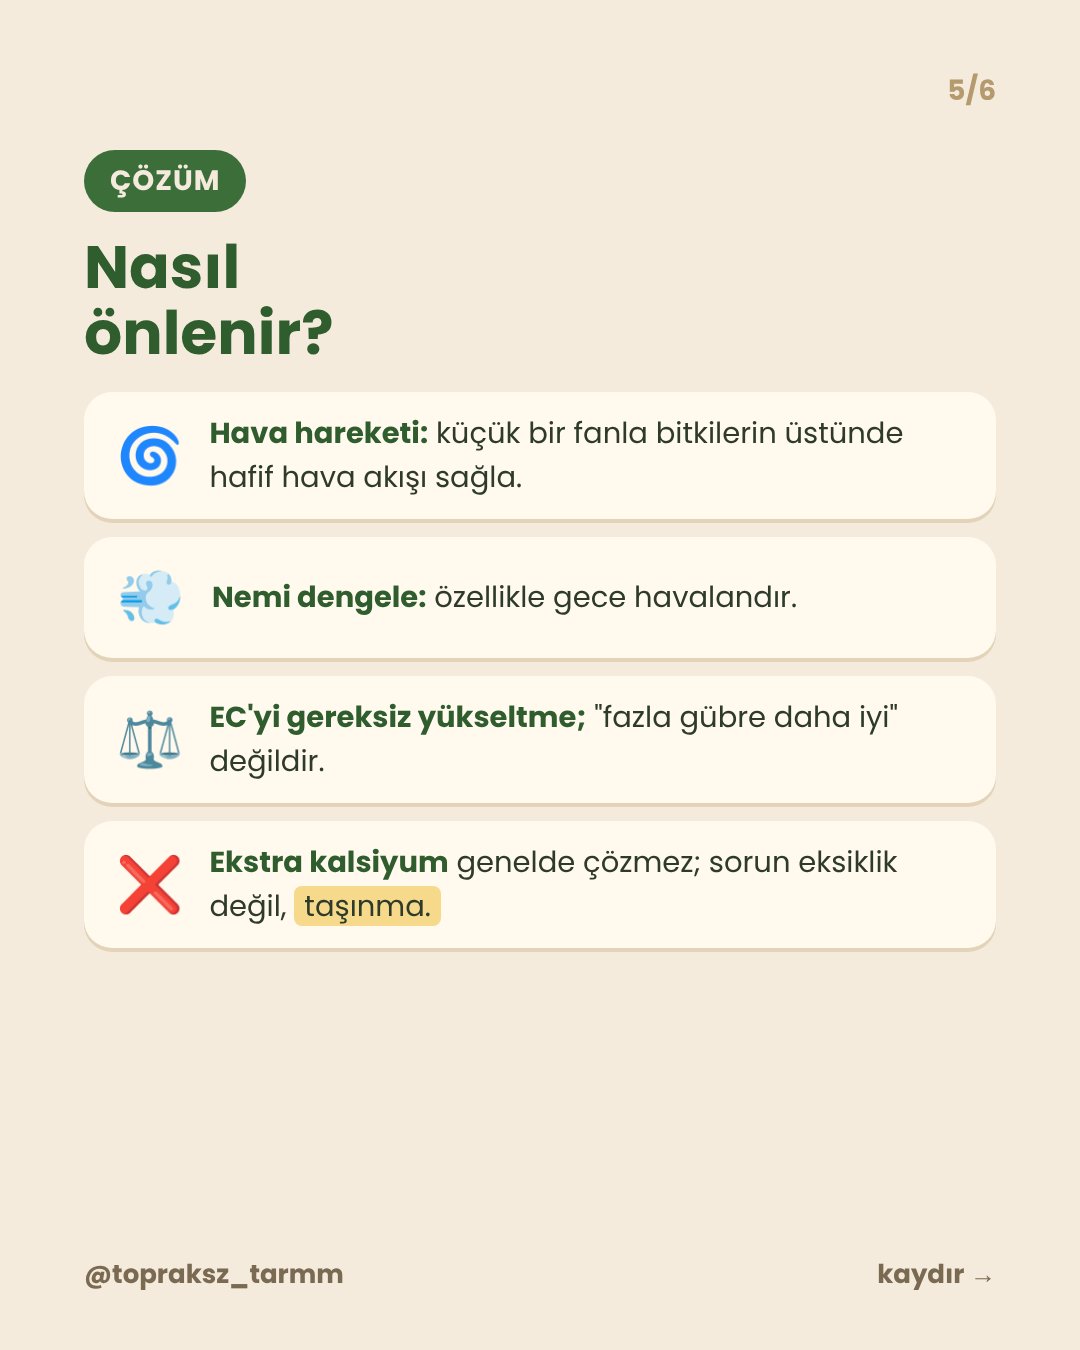 5/6
ÇÖZÜM
Nasıl
önlenir?
Hava hareketi: küçük bir fanla bitkilerin üstünde
hafif hava akışı sağla.
Nemi dengele: özellikle gece havalandır.
EC'yi gereksiz yükseltme; "fazla gübre daha iyi"
değildir.
Ekstra kalsiyum genelde çözmez; sorun eksiklik
değil, taşınma.
@topraksz_tarmm
kaydır →